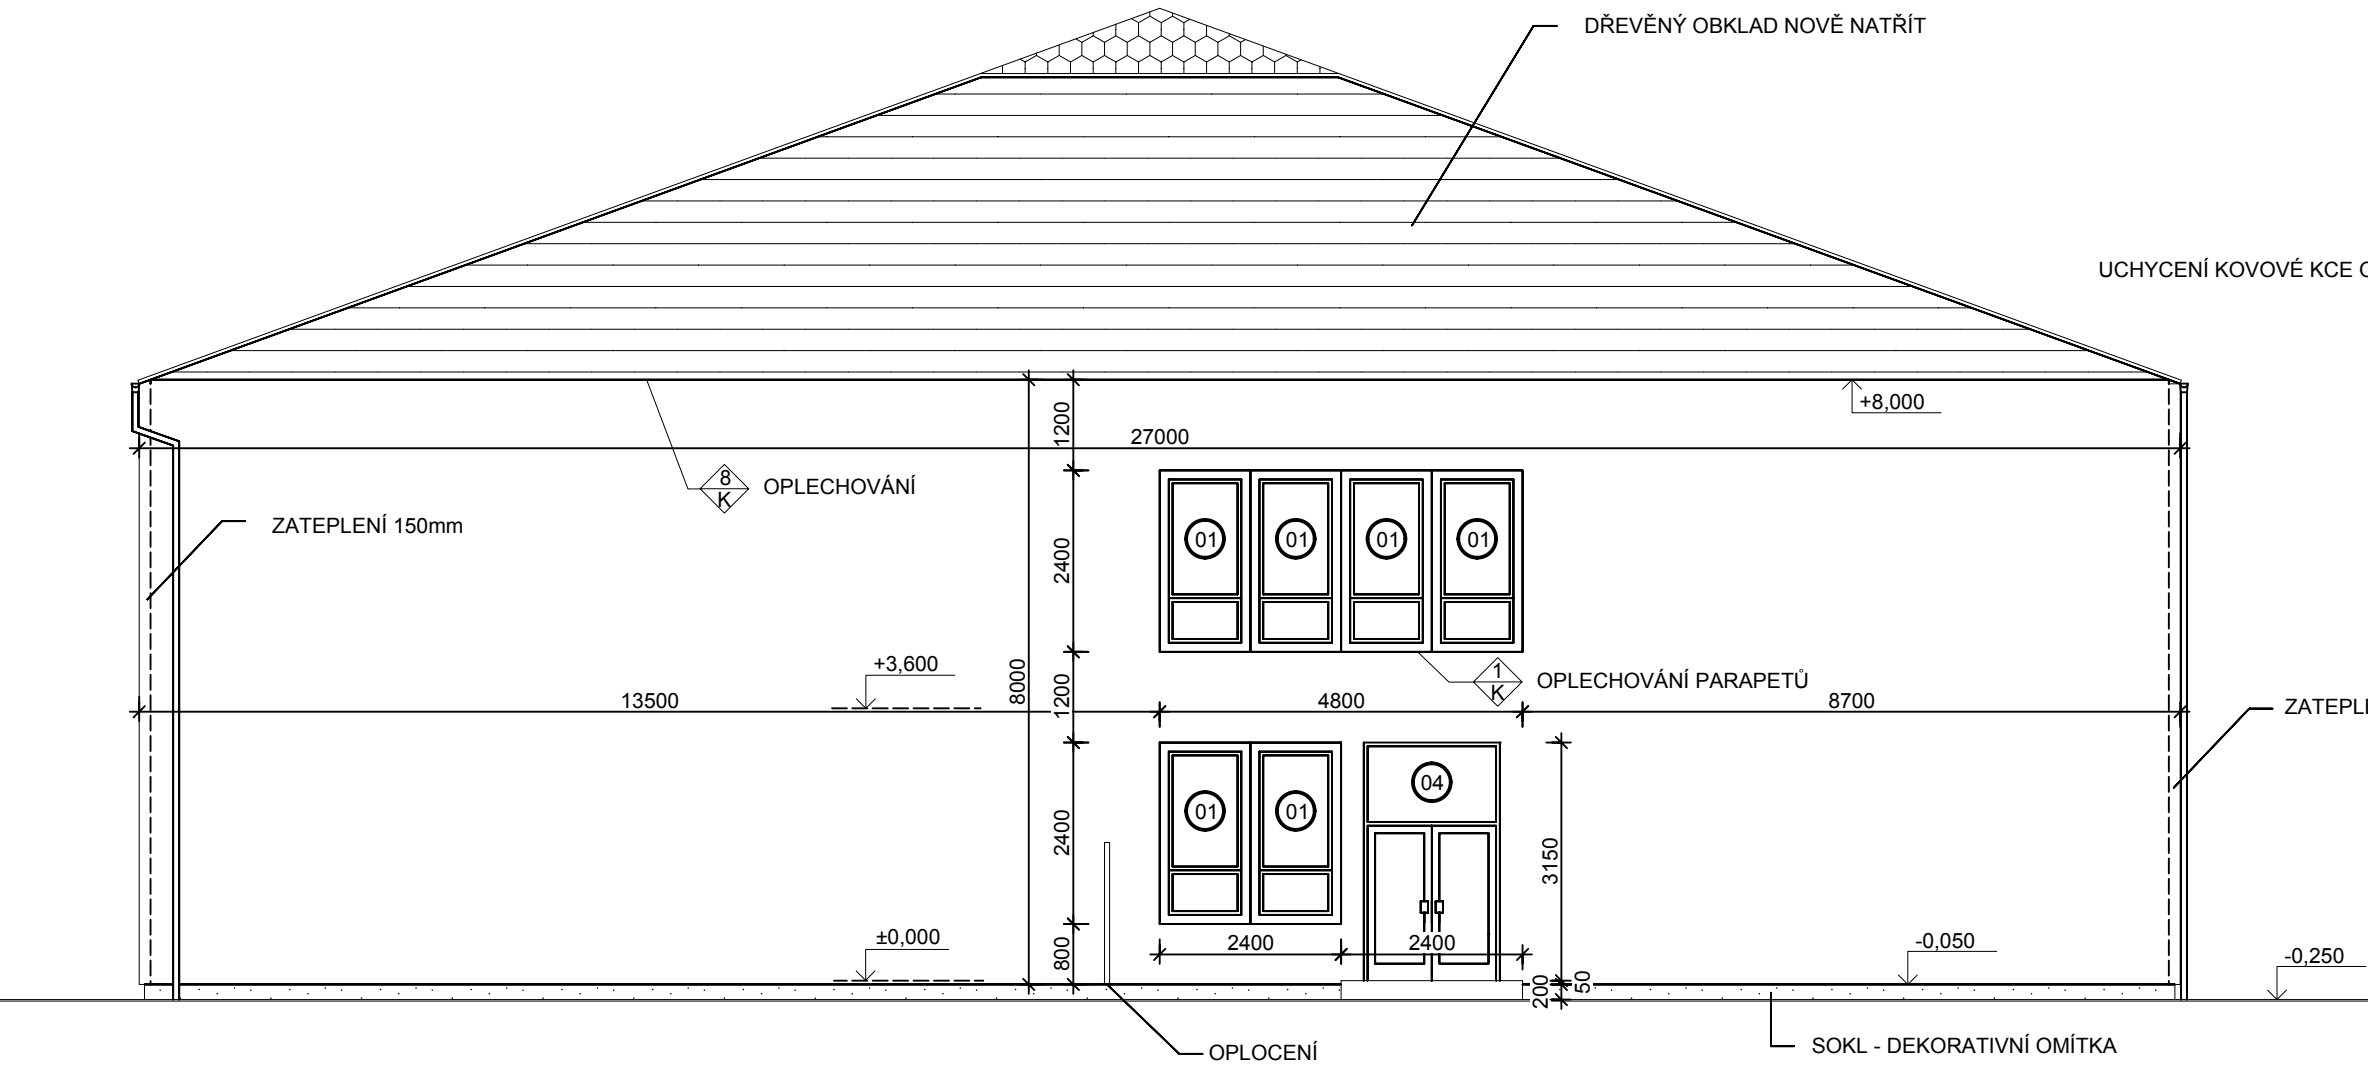 DŘEVĚNÝ OBKLAD NOVĚ NATŘÍT
UCHYCENÍ KOVOVÉ KCE
+8,000
1200
27000
8
K
OPLECHOVÁNÍ
ZATEPLENÍ 150mm
01
01
01
01
2400
+3,600
8000
1200
1
K
OPLECHOVÁNÍ PARAPETŮ
13500
4800
8700
ZATEPLE
04
01
01
2400
3150
±0,000
800
2400
2400
-0,050
-0,250
200
50
OPLOCENÍ
SOKL - DEKORATIVNÍ OMÍTKA